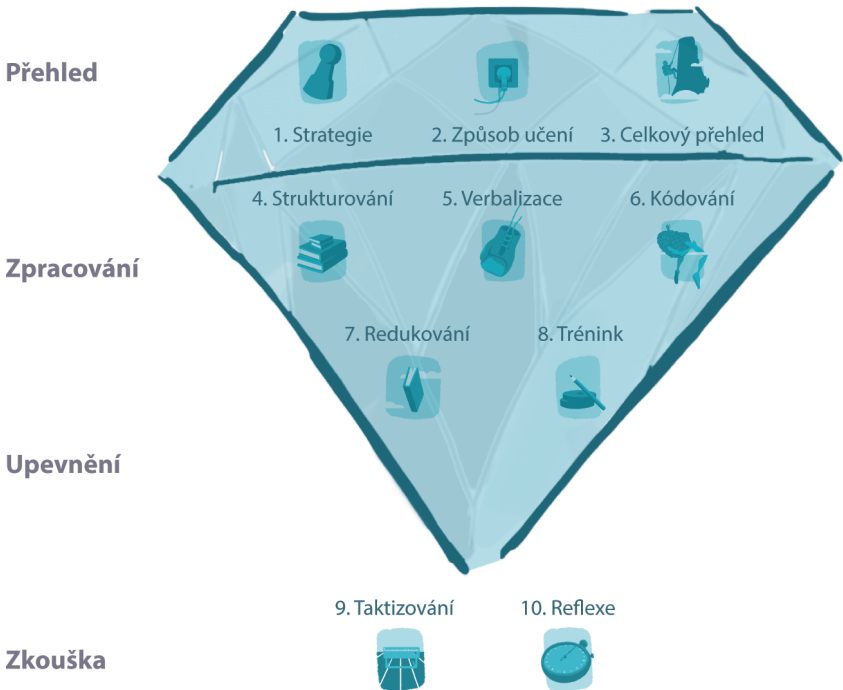 Přehled
1. Strategie
2. Způsob učení
3. Celkový přehled
4. Strukturování
5. Verbalizace
6. Kódování
Zpracování
7. Redukování
8. Trénink
Upevnění
9. Taktizování
10. Reflexe
Zkouška